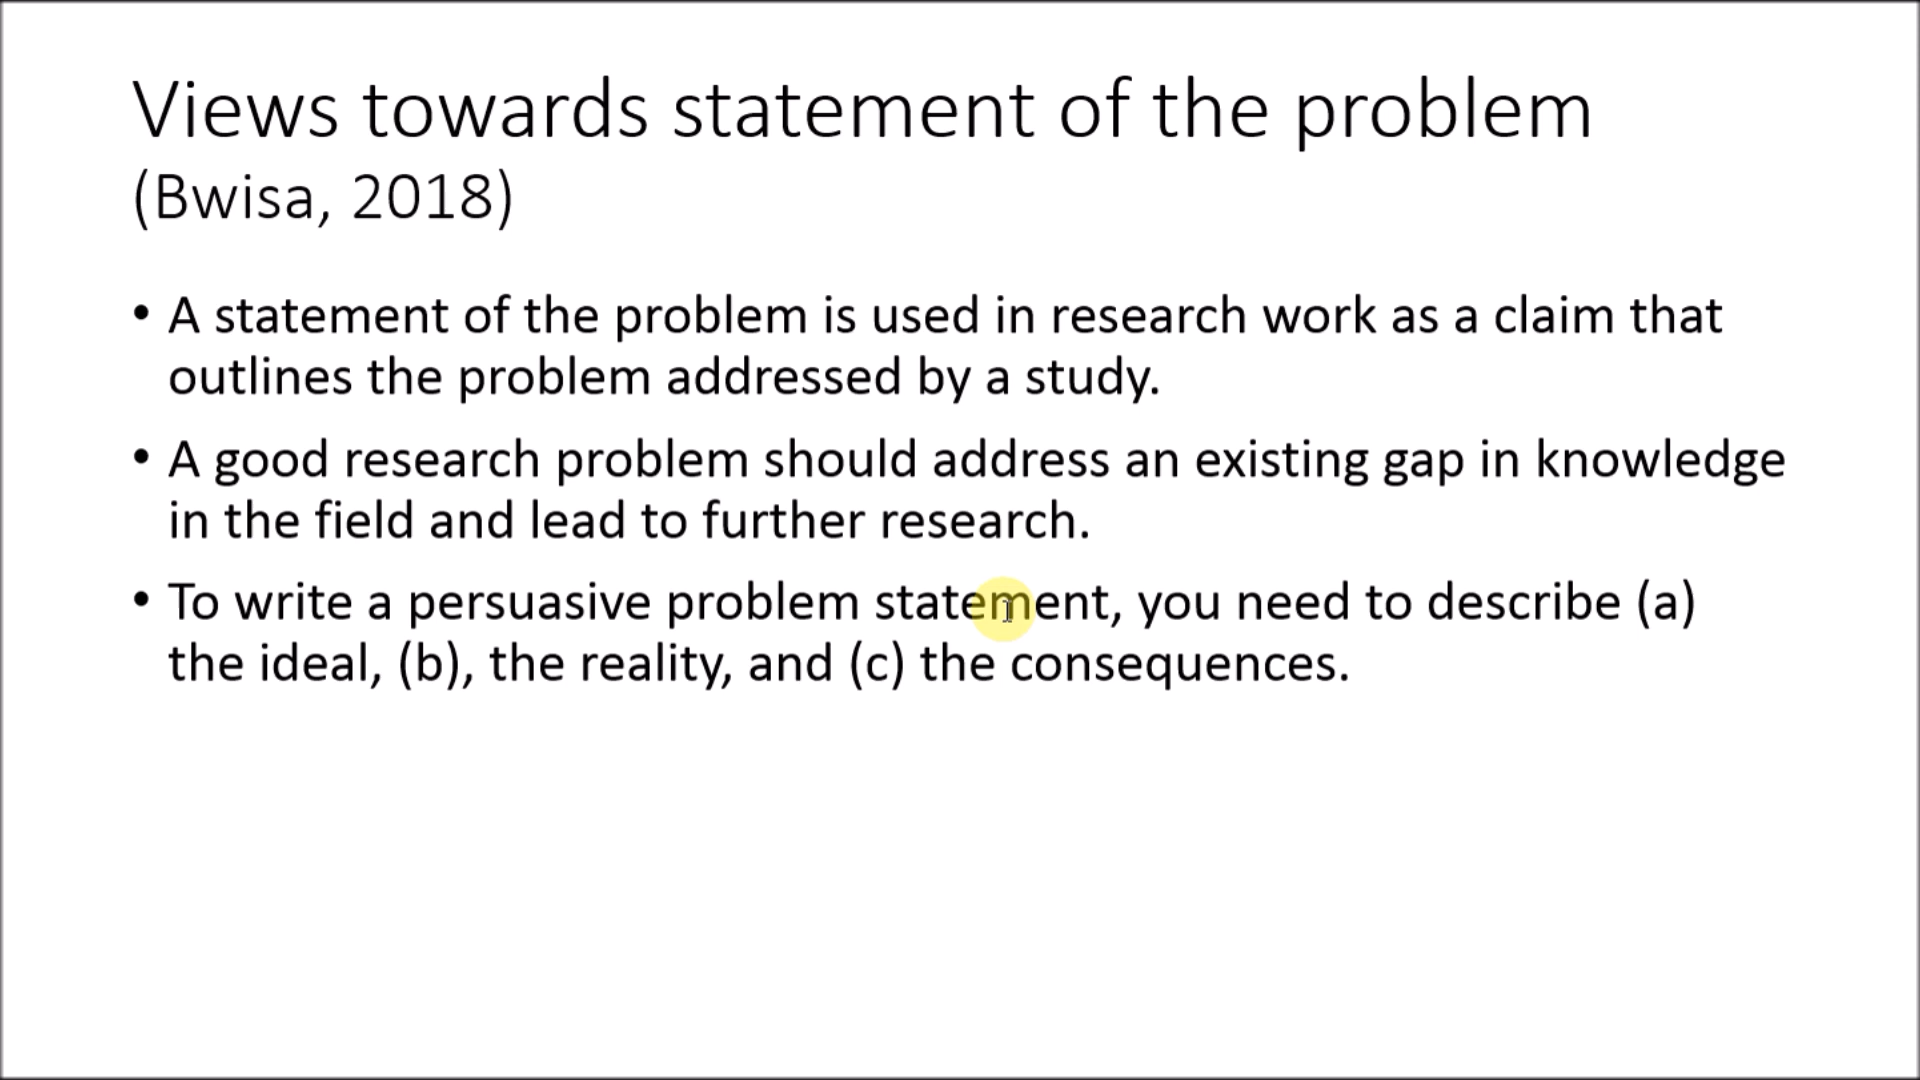 Views towards statement of the problem
(Bwisa, 2018)
• A statement of the problem is used in research work as a claim that
outlines the problem addressed by a study.
• A good research problem should address an existing gap in knowledge
in the field and lead to further research.
• To write a persuasive problem statement, you need to describe (a)
the ideal, (b), the reality, and (c) the consequences.